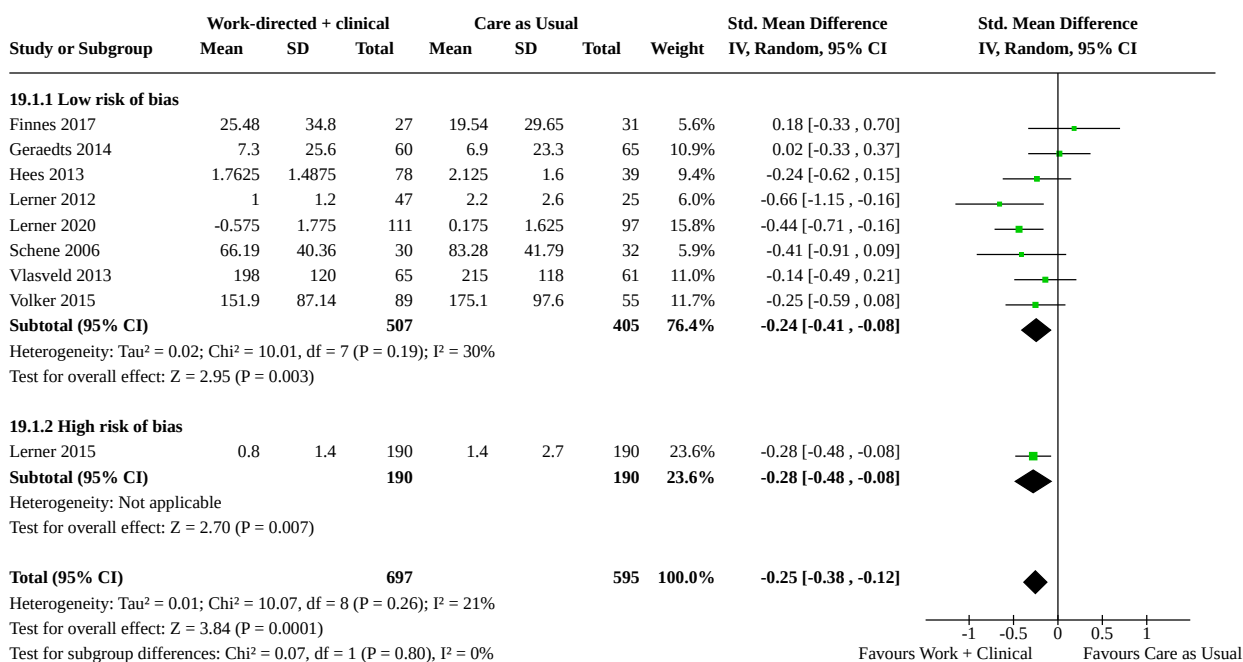 Work-directed + clinical Care as Usual Std. Mean Difference Std. Mean Difference
Study or Subgroup Mean SD Total Mean SD Total Weight IV, Random, 95% CI IV, Random, 95% CI
19.1.1 Low risk of bias
Finnes 2017 25.48 34.8 27 19.54 29.65 31 5.6% 0.18 [-0.33 , 0.70]
Geraedts 2014 7.3 25.6 60 6.9 23.3 65 10.9% 0.02 [-0.33 , 0.37]
Hees 2013 1.7625 1.4875 78 2.125 1.6 39 9.4% -0.24 [-0.62 , 0.15]
Lerner 2012 1 1.2 47 2.2 2.6 25 6.0% -0.66 [-1.15 , -0.16]
Lerner 2020 -0.575 1.775 111 0.175 1.625 97 15.8% -0.44 [-0.71 , -0.16]
Schene 2006 66.19 40.36 30 83.28 41.79 32 5.9% -0.41 [-0.91 , 0.09]
Vlasveld 2013 198 120 65 215 118 61 11.0% -0.14 [-0.49 , 0.21]
Volker 2015 151.9 87.14 89 175.1 97.6 55 11.7% -0.25 [-0.59 , 0.08]
Subtotal (95% CI) 507 405 76.4% -0.24 [-0.41 , -0.08]
Heterogeneity: Tau² = 0.02; Chi² = 10.01, df = 7 (P = 0.19); I² = 30%
Test for overall effect: Z = 2.95 (P = 0.003)
19.1.2 High risk of bias
Lerner 2015 0.8 1.4 190 1.4 2.7 190 23.6% -0.28 [-0.48 , -0.08]
Subtotal (95% CI) 190 190 23.6% -0.28 [-0.48 , -0.08]
Heterogeneity: Not applicable
Test for overall effect: Z = 2.70 (P = 0.007)
Total (95% CI) 697 595 100.0% -0.25 [-0.38 , -0.12]
Heterogeneity: Tau² = 0.01; Chi² = 10.07, df = 8 (P = 0.26); I² = 21%
Test for overall effect: Z = 3.84 (P = 0.0001)
-1 -0.5 0 0.5 1
Test for subgroup differences: Chi² = 0.07, df = 1 (P = 0.80), I² = 0% Favours Work + Clinical Favours Care as Usual